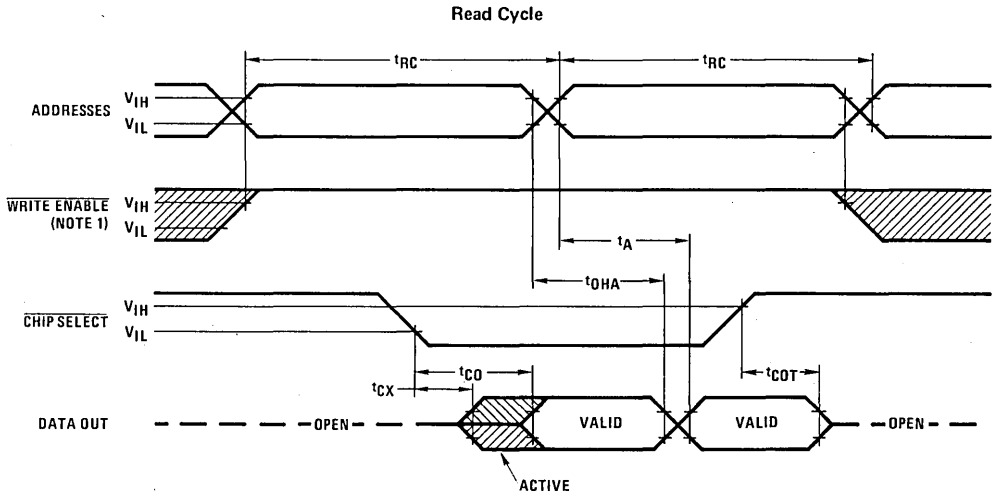 Read Cycle
tRC tRC
ADDRESSES
VIH
VIL
WRITE ENABLE
(NOTE 1)
VIH
VIL
tA
tOHA
CHIP SELECT
VIH
VIL
tCO
tCX
tCOT
DATA OUT
OPEN VALID VALID OPEN
ACTIVE